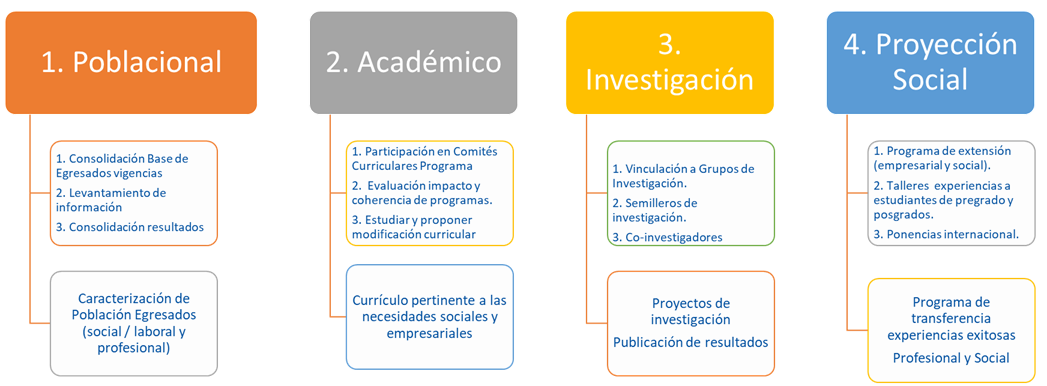 1. Poblacional
1. Consolidación Base de
Egresados vigencias
2. Levantamiento de
información
3. Consolidación resultados
Caracterización de
Población Egresados
(social / laboral y
profesional)
2. Académico
1. Participación en Comités
Curriculares Programa
2. Evaluación impacto y
coherencia de programas.
3. Estudiar y proponer
modificación curricular
Currículo pertinente a las
necesidades sociales y
empresariales
3.
Investigación
1. Vinculación a Grupos de
Investigación.
2. Semilleros de
investigación.
3. Co-investigadores
Proyectos de
investigación
Publicación de resultados
4. Proyección
Social
1. Programa de extensión
(empresarial y social).
2. Talleres experiencias a
estudiantes de pregrado y
posgrados.
3. Ponencias internacional.
Programa de
transferencia
experiencias exitosas
Profesional y Social